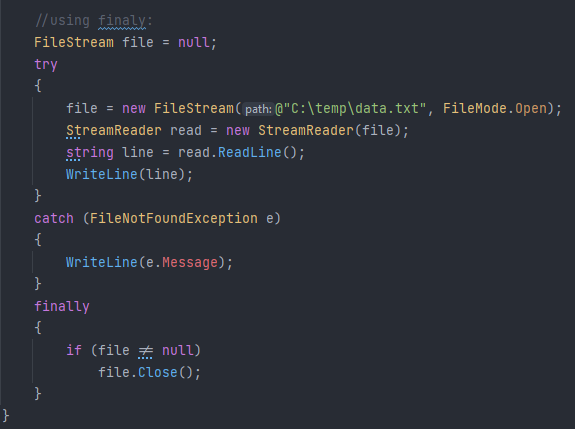 //using finaly:
FileStream file = null;
try
{
file = new FileStream(path:@"C:\temp\data.txt", FileMode.Open);
StreamReader read = new StreamReader(file);
string line = read.ReadLine();
WriteLine(line);
}
catch (FileNotFoundException e)
{
WriteLine(e.Message);
}
finally
{
if (file ≠ null)
file.Close();
}
}